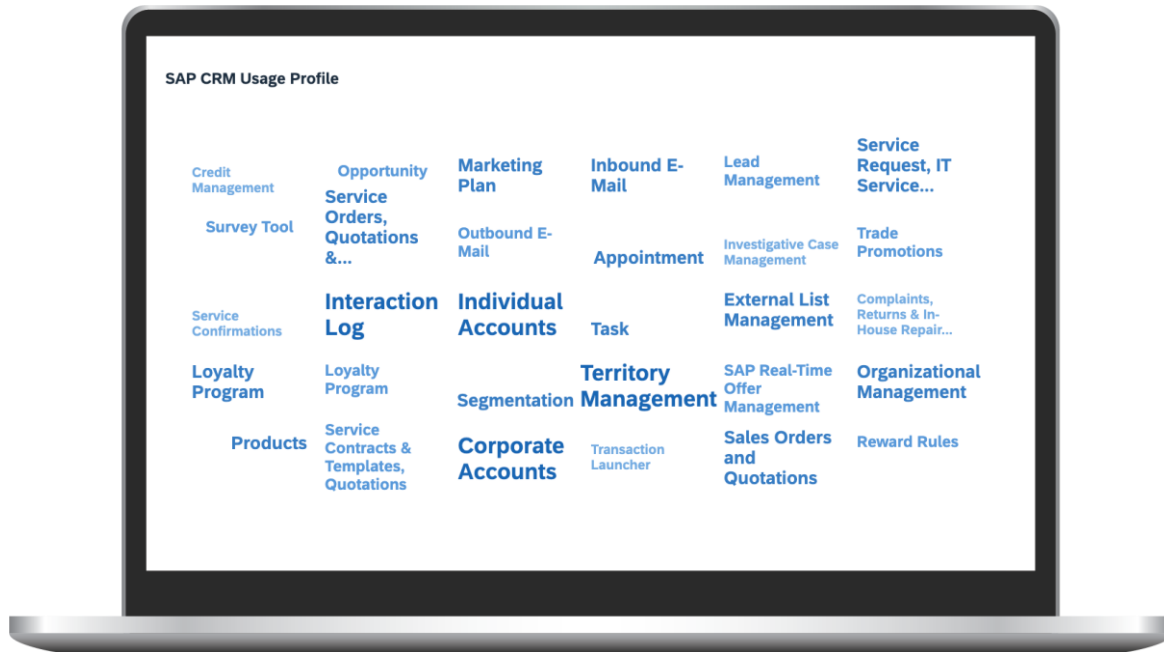 SAP CRM Usage Profile
Credit
Management
Opportunity
Marketing
Plan
Inbound E-
Mail
Lead
Management
Service
Request, IT
Service...
Survey Tool
Service
Orders,
Quotations
&...
Outbound E-
Mail
Appointment
Investigative Case
Management
Trade
Promotions
Service
Confirmations
Interaction
Log
Individual
Accounts
Task
External List
Management
Complaints,
Returns & In-
House Repair...
Loyalty
Program
Loyalty
Program
Segmentation
Territory
Management
SAP Real-Time
Offer
Management
Organizational
Management
Products
Service
Contracts &
Templates,
Quotations
Corporate
Accounts
Transaction
Launcher
Sales Orders
and
Quotations
Reward Rules